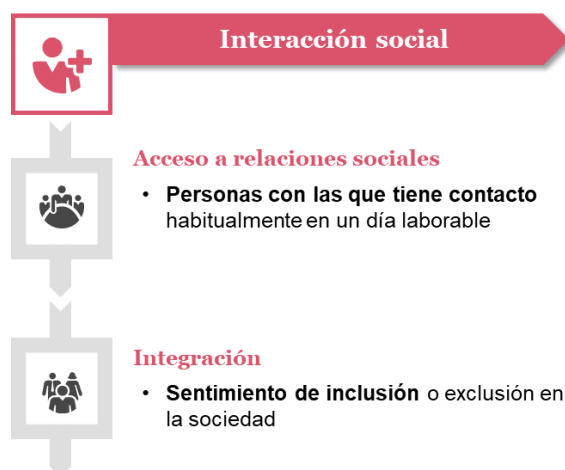 Interacción social
Acceso a relaciones sociales
• Personas con las que tiene contacto
habitualmente en un día laborable
Integración
• Sentimiento de inclusión o exclusión en
la sociedad